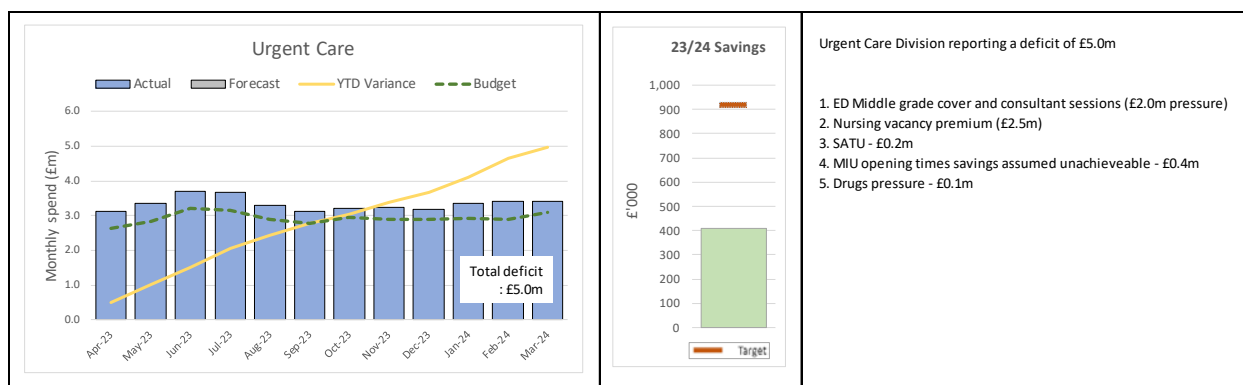 Urgent Care
Actual
Forecast
YTD Variance
Budget
6.0
5.0
4.0
3.0
2.0
1.0
0.0
Monthly spend (£m)
Total deficit
: £5.0m
Apr-23
May-23
Jun-23
Jul-23
Aug-23
Sep-23
Oct-23
Nov-23
Dec-23
Jan-24
Feb-24
Mar-24
23/24 Savings
1,000
900
800
700
600
500
400
300
200
100
0
£'000
Target
Urgent Care Division reporting a deficit of £5.0m
1. ED Middle grade cover and consultant sessions (£2.0m pressure)
2. Nursing vacancy premium (£2.5m)
3. SATU - £0.2m
4. MIU opening times savings assumed unachieveable - £0.4m
5. Drugs pressure - £0.1m